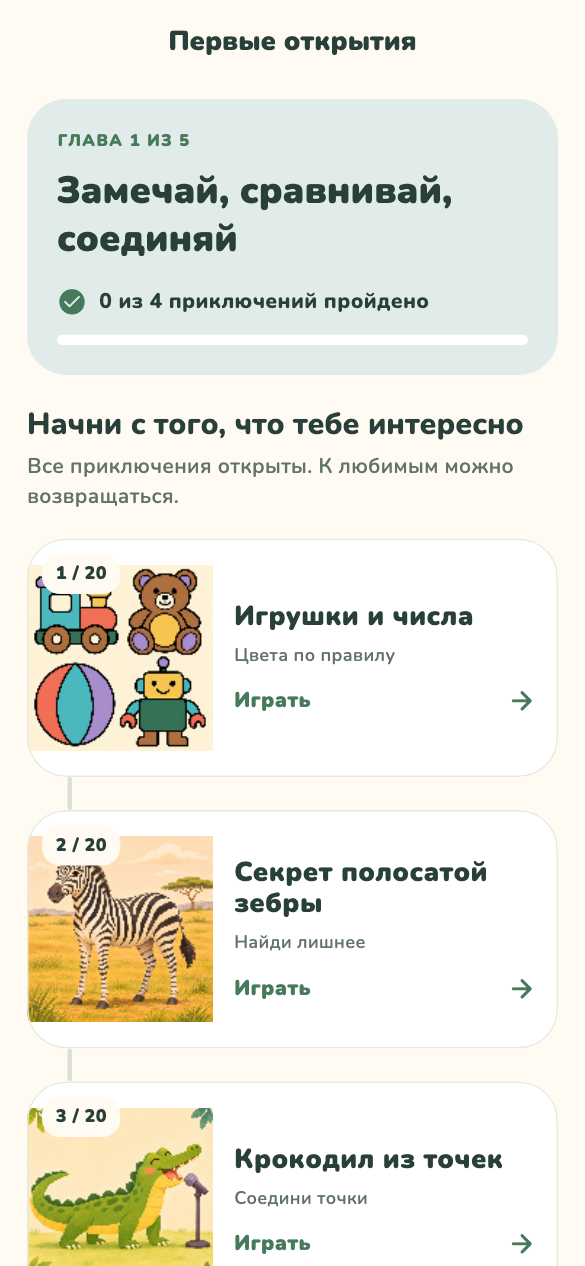 Первые открытия
ГЛАВА 1 ИЗ 5
Замечай, сравнивай,
соединяй
0 из 4 приключений пройдено
Начни с того, что тебе интересно
Все приключения открыты. К любимым можно
возвращаться.
1 / 20
Игрушки и числа
Цвета по правилу
Играть
2 / 20
Секрет полосатой
зебры
Найди лишнее
Играть
3 / 20
Крокодил из точек
Соедини точки
Играть